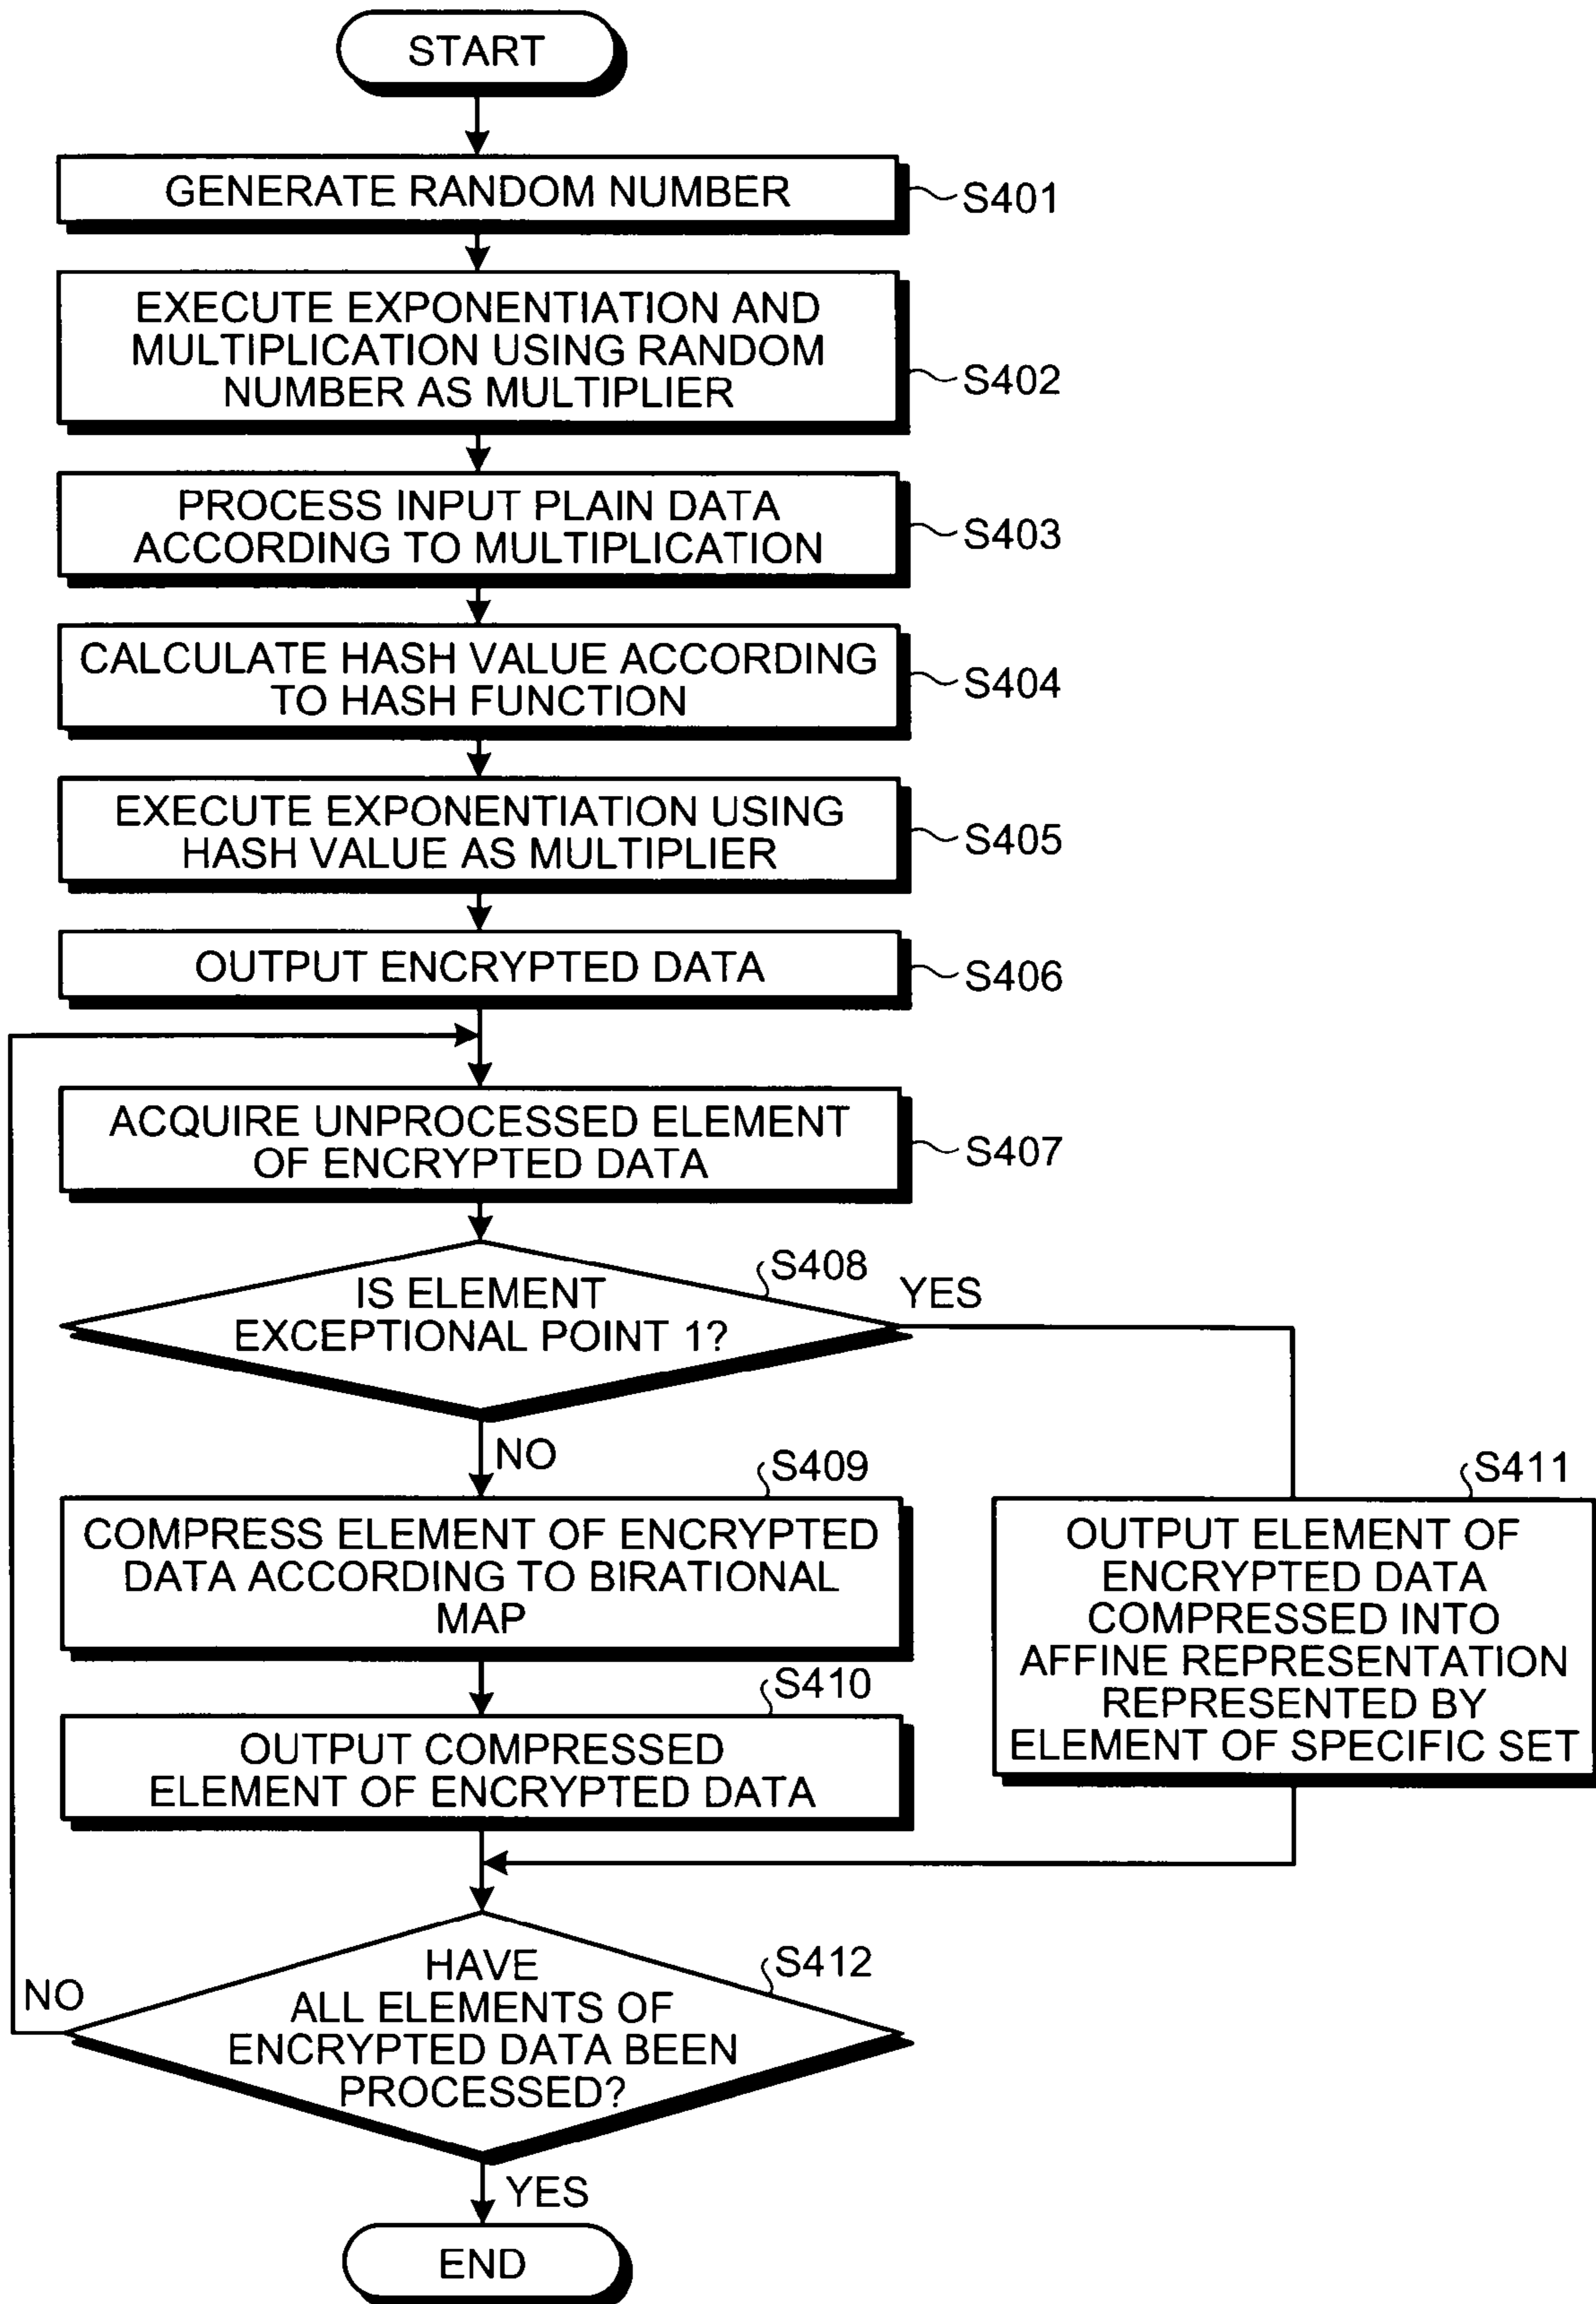 START
GENERATE RANDOM NUMBER
S401
EXECUTE EXPONENTIATION AND
MULTIPLICATION USING RANDOM
NUMBER AS MULTIPLIER
S402
PROCESS INPUT PLAIN DATA
ACCORDING TO MULTIPLICATION
S403
CALCULATE HASH VALUE ACCORDING
TO HASH FUNCTION
S404
EXECUTE EXPONENTIATION USING
HASH VALUE AS MULTIPLIER
S405
OUTPUT ENCRYPTED DATA
S406
ACQUIRE UNPROCESSED ELEMENT
OF ENCRYPTED DATA
S407
S408
IS ELEMENT
EXCEPTIONAL POINT 1?
YES
NO
S409
COMPRESS ELEMENT OF ENCRYPTED
DATA ACCORDING TO BIRATIONAL
MAP
S410
OUTPUT COMPRESSED
ELEMENT OF ENCRYPTED DATA
S411
OUTPUT ELEMENT OF
ENCRYPTED DATA
COMPRESSED INTO
AFFINE REPRESENTATION
REPRESENTED BY
ELEMENT OF SPECIFIC SET
S412
HAVE
ALL ELEMENTS OF
ENCRYPTED DATA BEEN
PROCESSED?
NO
YES
END